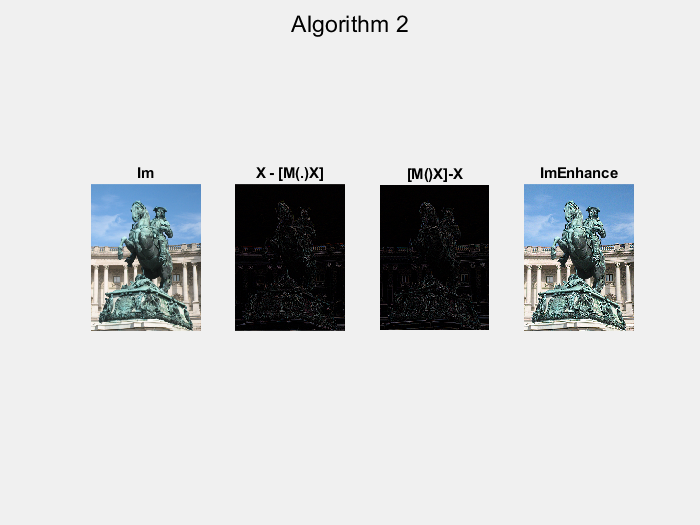 Algorithm 2
Im
X - [M(.)X]
[M()X]-X
ImEnhance